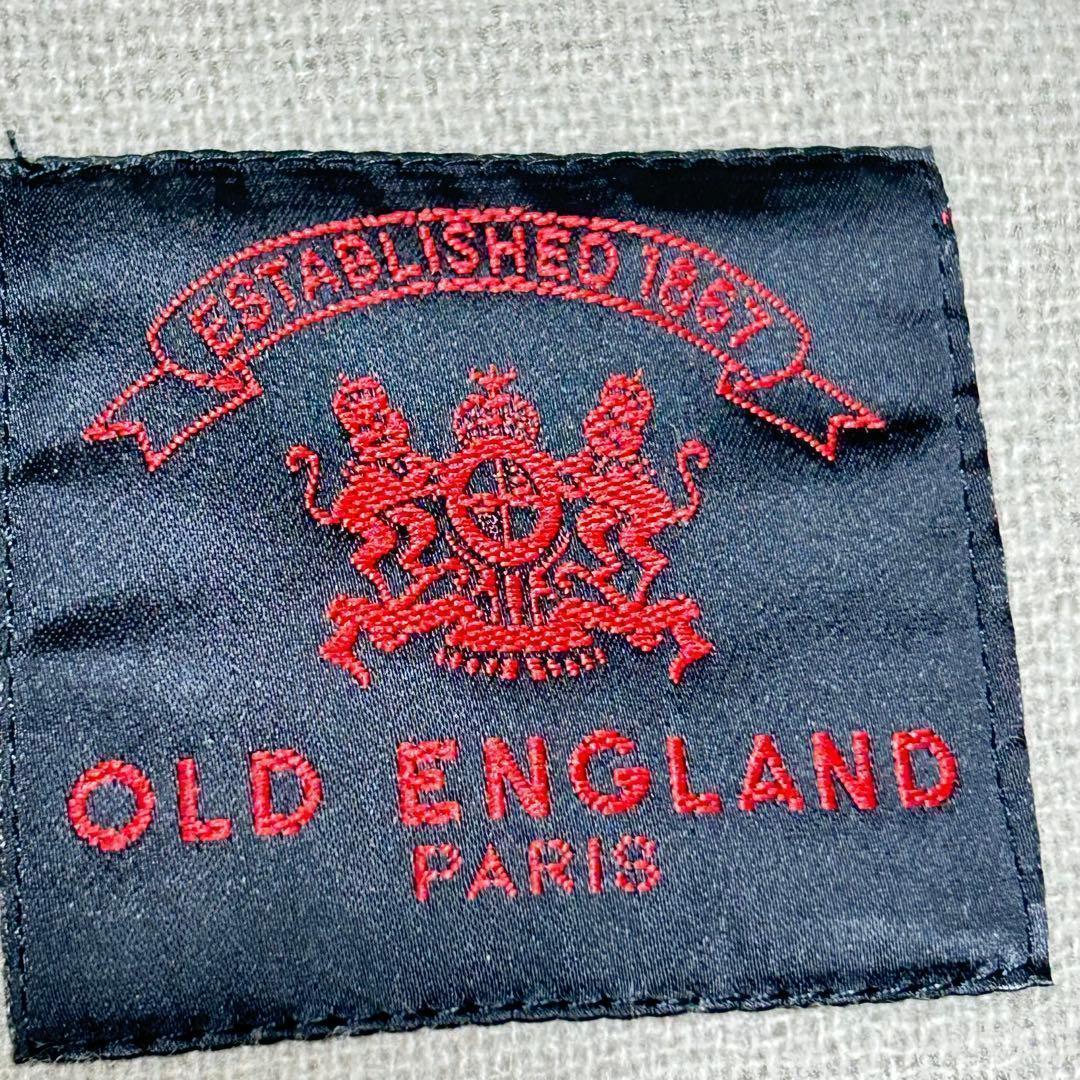 ESTABLISHED 1867
OLD ENGLAND
PARIS